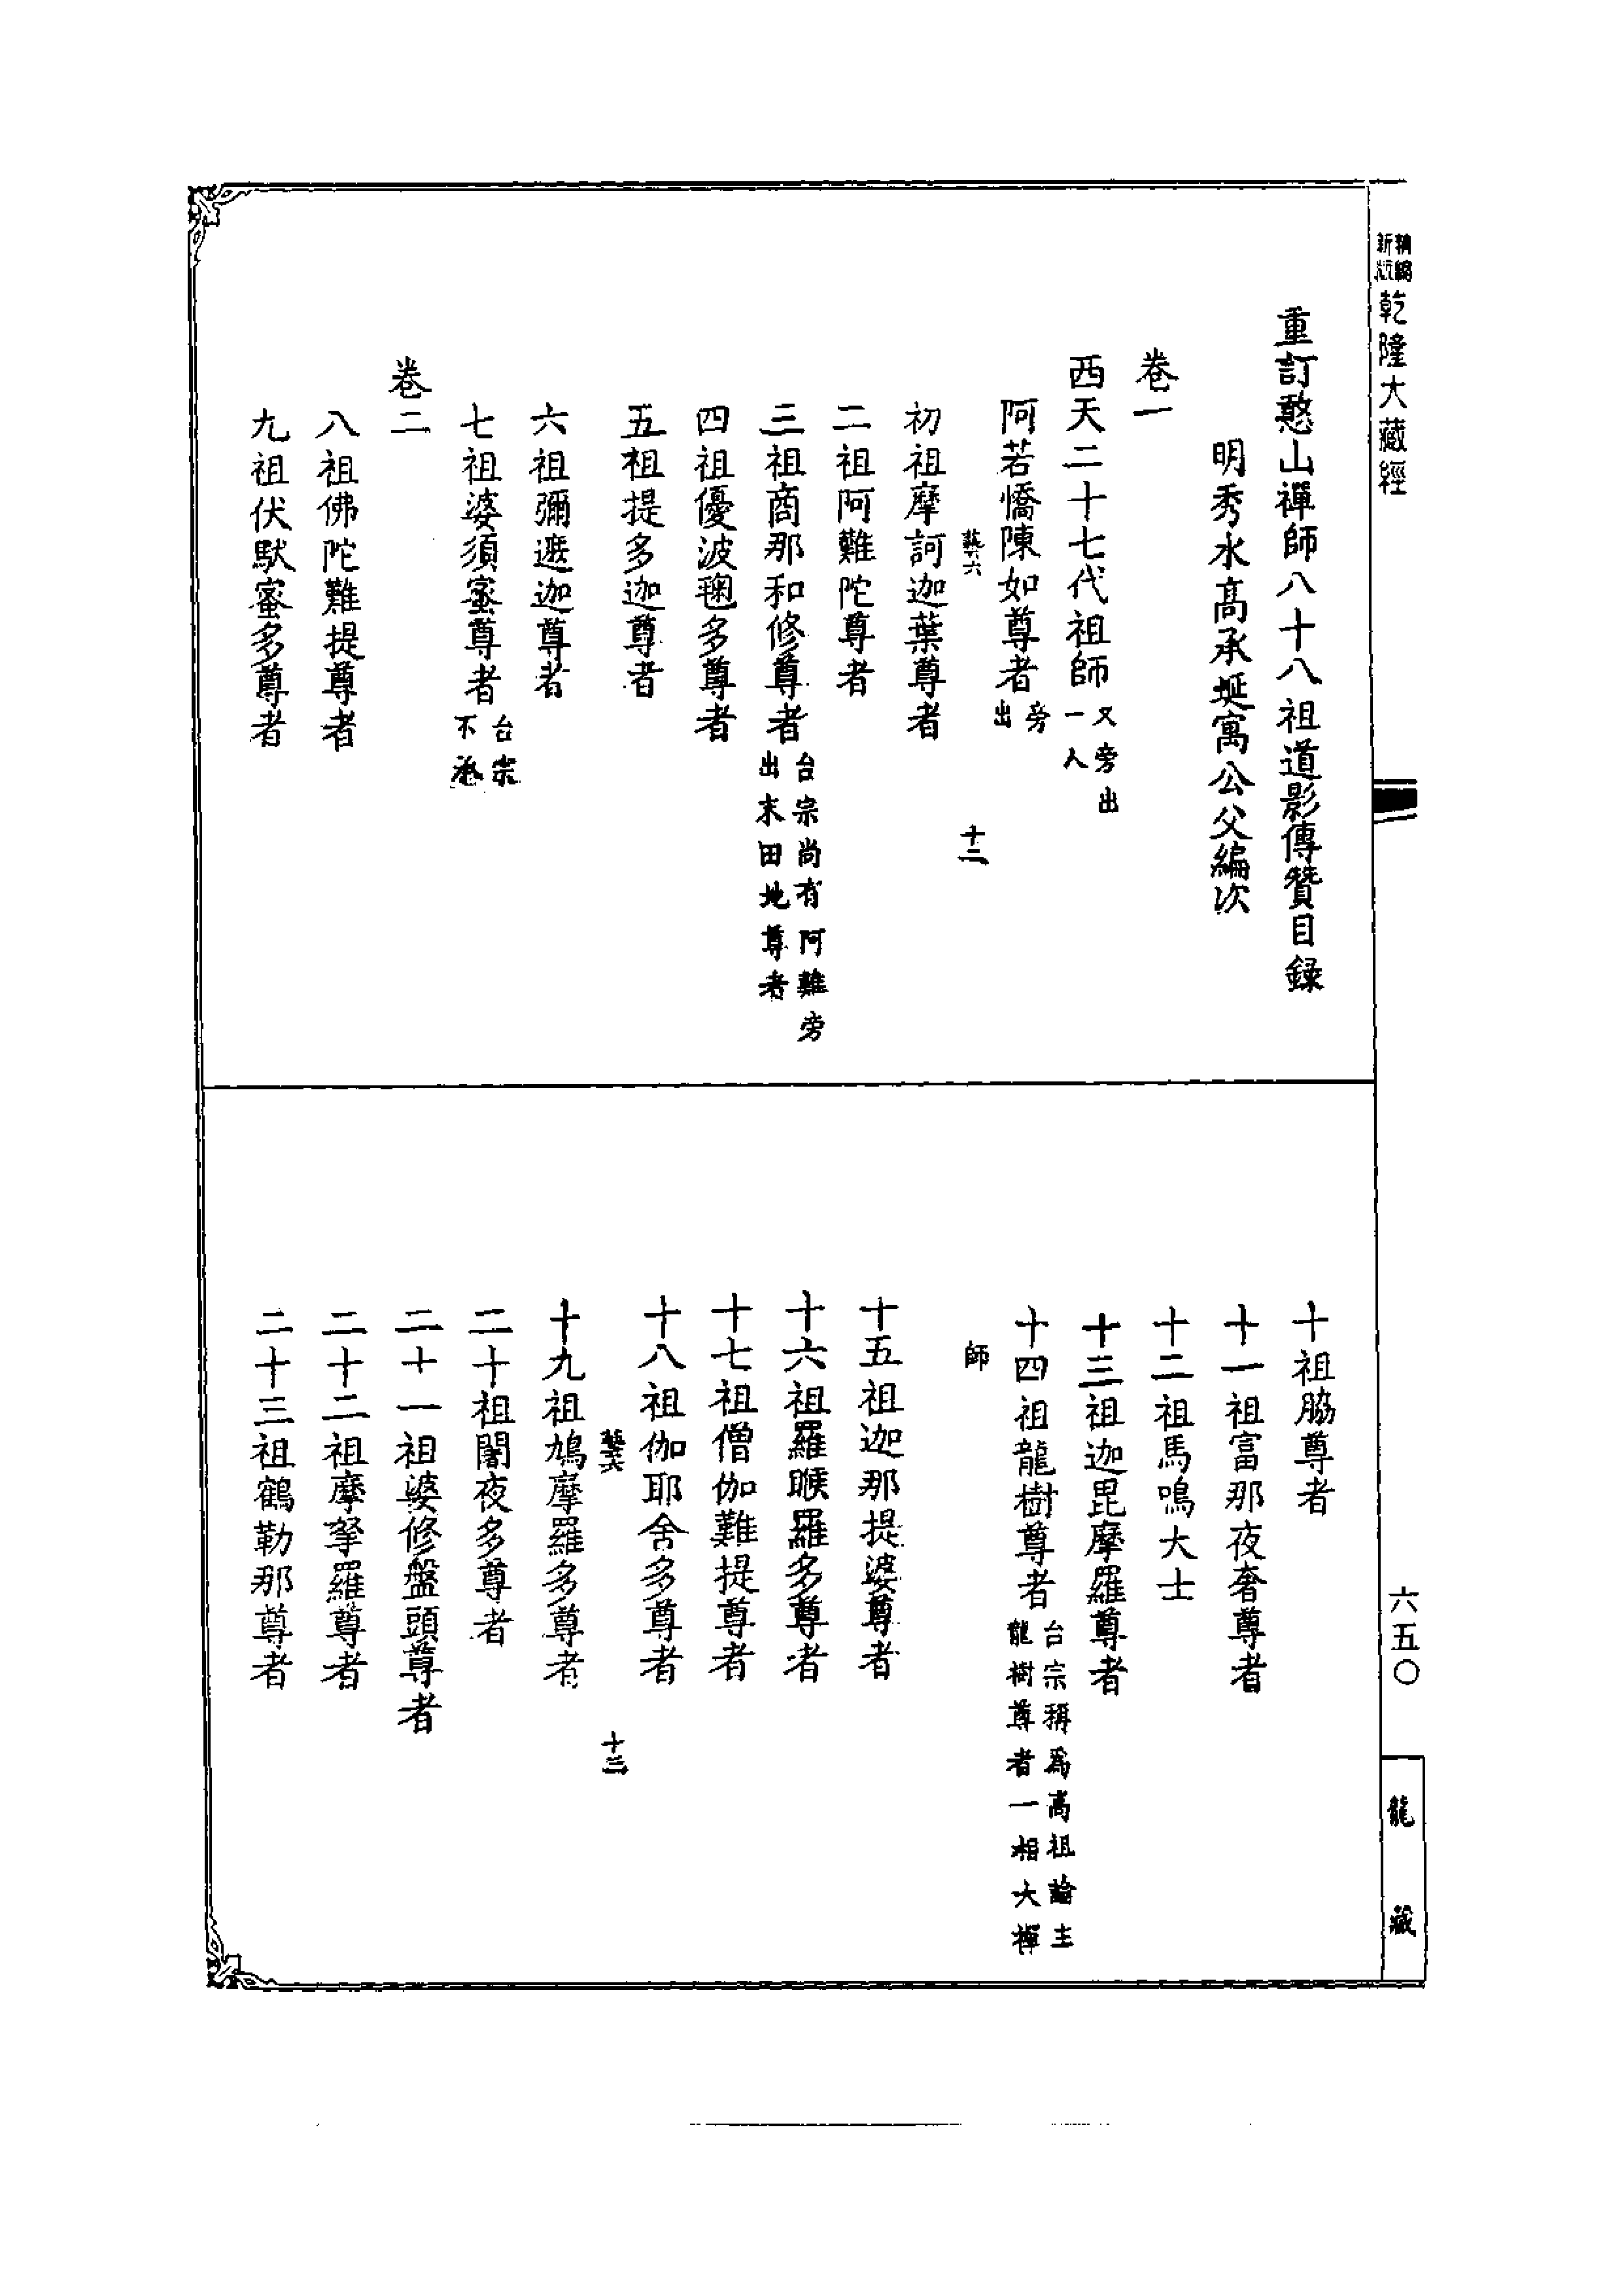 新版
精編
乾隆大藏經
六五〇
龍藏
重訂憨山禪師八十八祖道影傳贊目錄
明秀水高承埏寓公父編次
卷一
西天二十七代祖師又旁出一人
阿若憍陳如尊者旁出
藝六
十二
初祖摩訶迦葉尊者
二祖阿難陀尊者
三祖商那和修尊者台宗尚有阿難旁出末田地尊者
四祖優波毱多尊者
五祖提多迦尊者
六祖彌遮迦尊者
七祖婆須蜜尊者台宗不承
卷二
八祖佛陀難提尊者
九祖伏馱蜜多尊者
十祖脇尊者
十一祖富那夜奢尊者
十二祖馬鳴大士
十三祖迦毘摩羅尊者
十四祖龍樹尊者台宗稱爲高祖論主龍樹尊者一相大禪
師
十五祖迦那提婆尊者
十六祖羅睺羅多尊者
十七祖僧伽難提尊者
十八祖伽耶舍多尊者
藝六
十三
十九祖鳩摩羅多尊者
二十祖闍夜多尊者
二十一祖婆修盤頭尊者
二十二祖摩拏羅尊者
二十三祖鶴勒那尊者